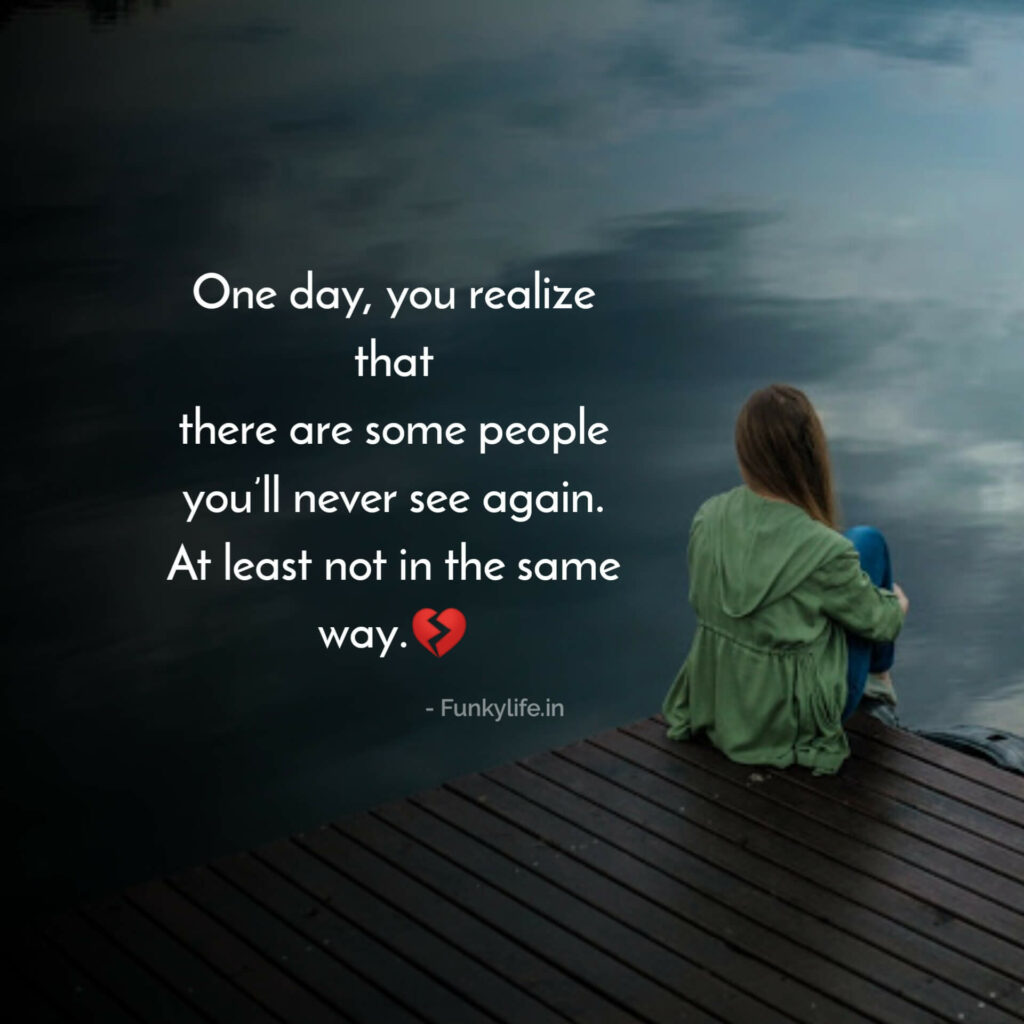 One day, you realize
that
there are some people
you'll never see again.
At least not in the same
way.💔
- Funkylife.in